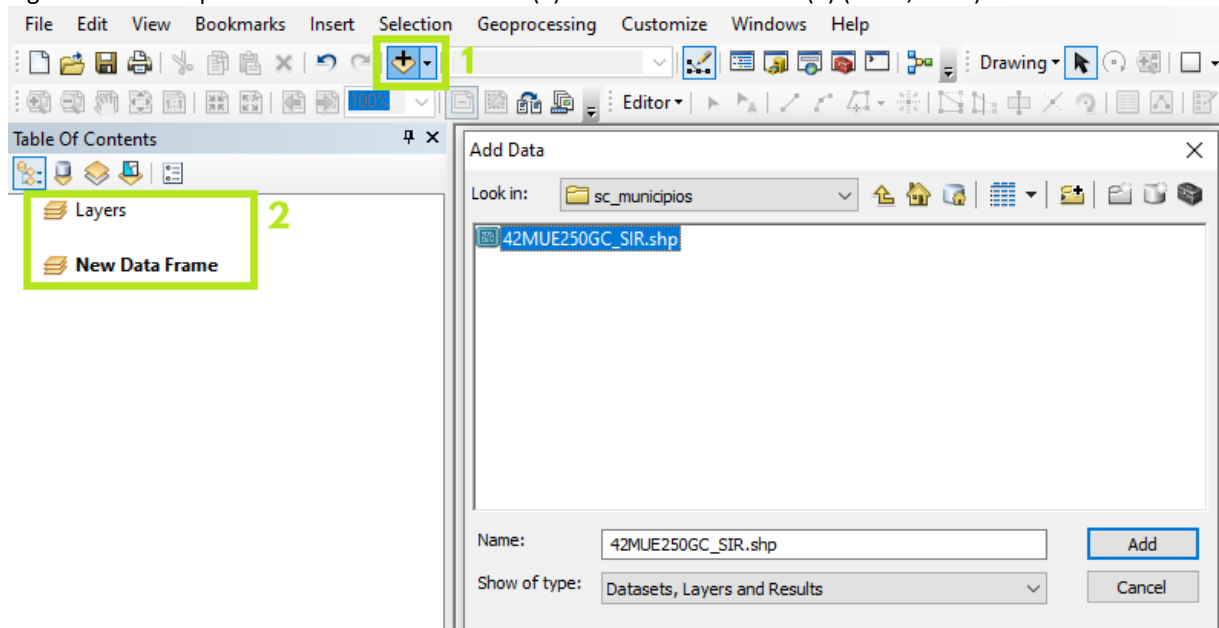 File Edit View Bookmarks Insert Selection Geoprocessing Customize Windows Help
1
Drawing
100%
Editor
Table Of Contents
Layers
2
New Data Frame
Add Data
Look in: sc_municipios
42MUE250GC_SIR.shp
Name: 42MUE250GC_SIR.shp
Add
Show of type: Datasets, Layers and Results
Cancel